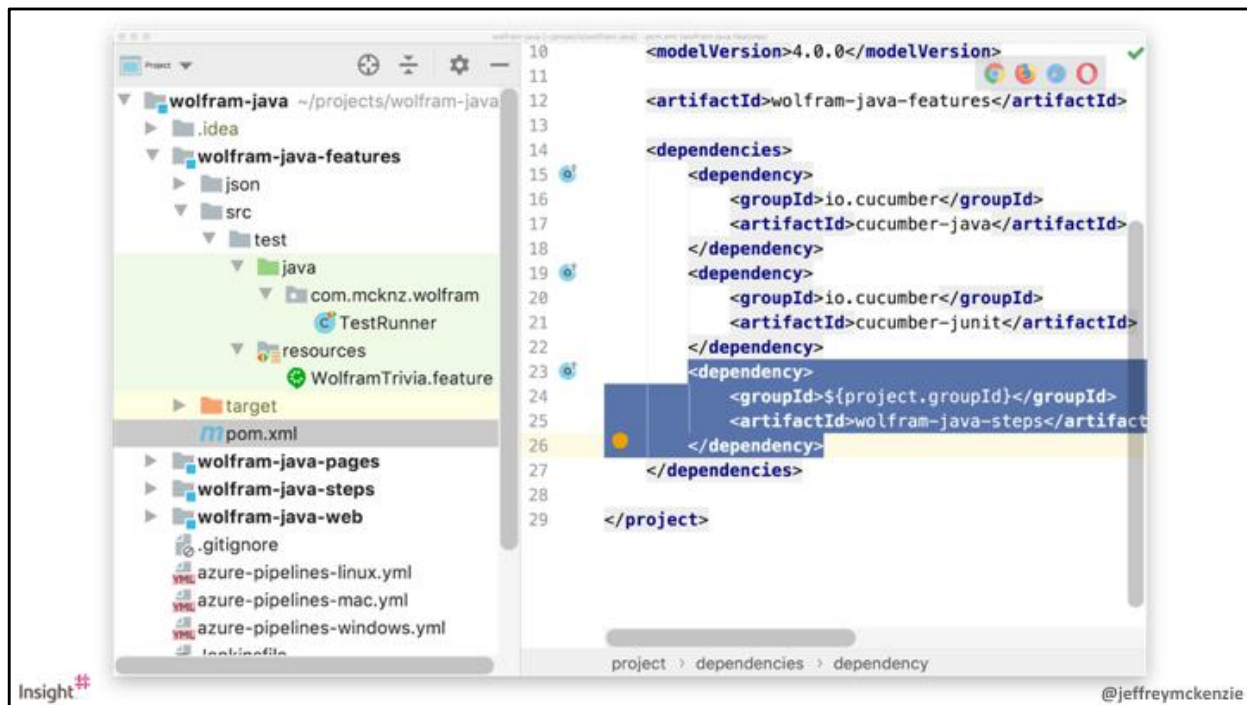 Project
wolfram-java ~/projects/wolfram-java
.idea
wolfram-java-features
json
src
test
java
com.mcknz.wolfram
TestRunner
resources
WolframTrivia.feature
target
pom.xml
wolfram-java-pages
wolfram-java-steps
wolfram-java-web
.gitignore
azure-pipelines-linux.yml
azure-pipelines-mac.yml
azure-pipelines-windows.yml
10 <modelVersion>4.0.0</modelVersion>
11
12 <artifactId>wolfram-java-features</artifactId>
13
14 <dependencies>
15 <dependency>
16 <groupId>io.cucumber</groupId>
17 <artifactId>cucumber-java</artifactId>
18 </dependency>
19 <dependency>
20 <groupId>io.cucumber</groupId>
21 <artifactId>cucumber-junit</artifactId>
22 </dependency>
23 <dependency>
24 <groupId>${project.groupId}</groupId>
25 <artifactId>wolfram-java-steps</artifact
26 </dependency>
27 </dependencies>
28
29 </project>
project › dependencies › dependency
Insight
@jeffreymckenzie